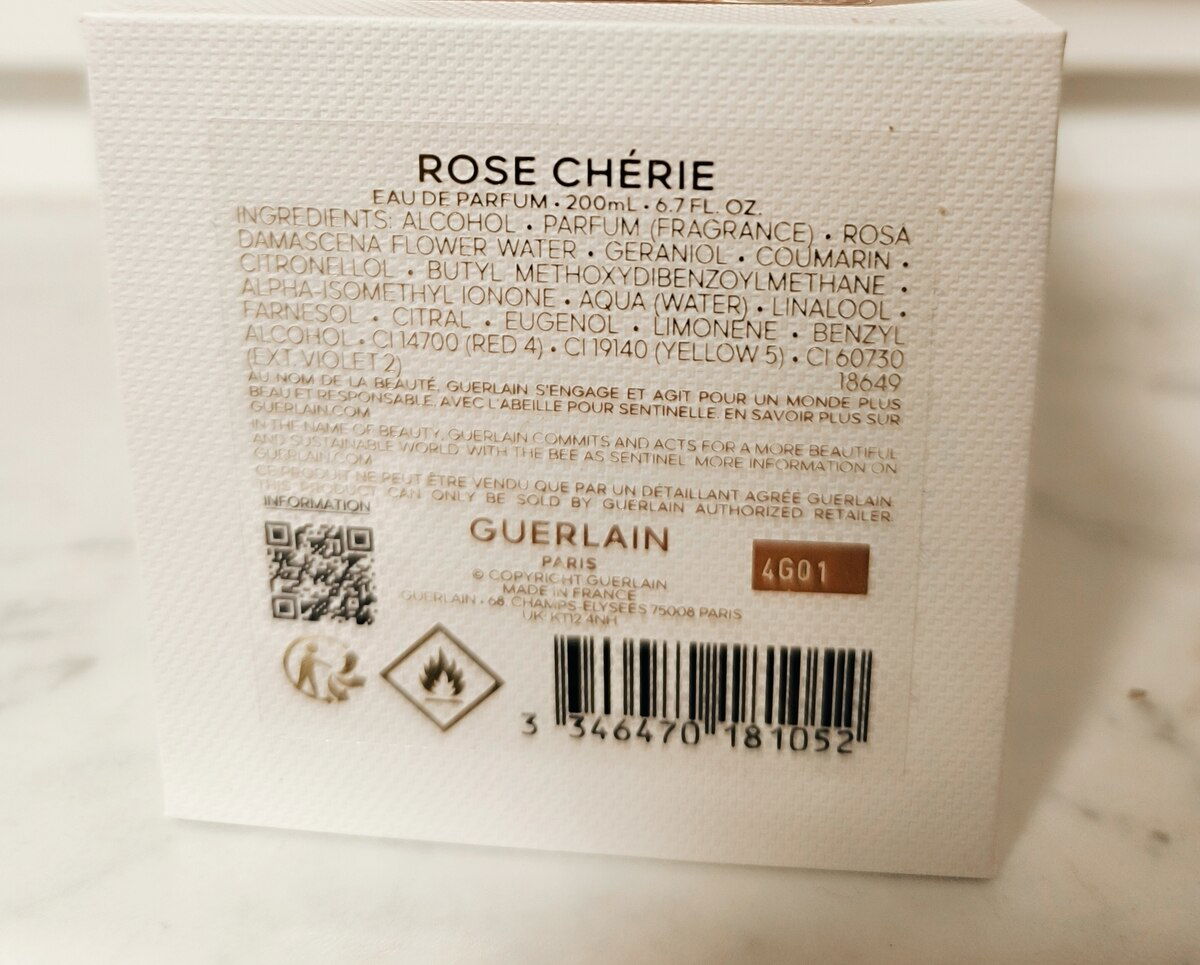 ROSE CHÉRIE
EAU DE PARFUM • 200mL • 6.7 FL. OZ.
INGREDIENTS: ALCOHOL • PARFUM (FRAGRANCE) • ROSA
DAMASCENA FLOWER WATER • GERANIOL • COUMARIN •
CITRONELLOL • BUTYL METHOXYDIBENZOYLMETHANE •
ALPHA-ISOMETHYL IONONE • AQUA (WATER) • LINALOOL •
FARNESOL • CITRAL • EUGENOL • LIMONENE • BENZYL
ALCOHOL • CI 14700 (RED 4) • CI 19140 (YELLOW 5) • CI 60730
(EXT. VIOLET 2)
18649
AU NOM DE LA BEAUTÉ, GUERLAIN S'ENGAGE ET AGIT POUR UN MONDE PLUS
BEAU ET RESPONSABLE, AVEC L'ABEILLE POUR SENTINELLE. EN SAVOIR PLUS SUR
GUERLAIN.COM
IN THE NAME OF BEAUTY, GUERLAIN COMMITS AND ACTS FOR A MORE BEAUTIFUL
AND SUSTAINABLE WORLD WITH THE BEE AS SENTINEL. MORE INFORMATION ON
GUERLAIN.COM
CE PRODUIT NE PEUT ÊTRE VENDU QUE PAR UN DÉTAILLANT AGRÉÉ GUERLAIN.
THIS PRODUCT CAN ONLY BE SOLD BY GUERLAIN AUTHORIZED RETAILER.
INFORMATION
GUERLAIN
PARIS
© COPYRIGHT GUERLAIN
MADE IN FRANCE
GUERLAIN • 68, CHAMPS-ELYSÉES 75008 PARIS
UK: KT12 4NH
4G01
3 346470 181052